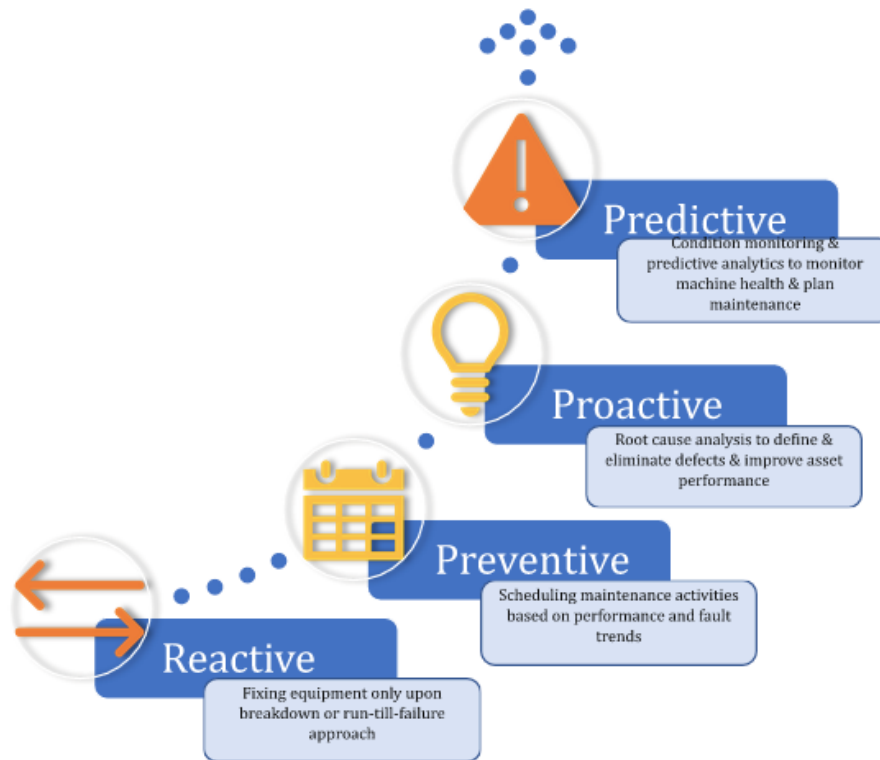 Predictive
Condition monitoring &
predictive analytics to monitor
machine health & plan
maintenance
Proactive
Root cause analysis to define &
eliminate defects & improve asset
performance
Preventive
Scheduling maintenance activities
based on performance and fault
trends
Reactive
Fixing equipment only upon
breakdown or run-till-failure
approach